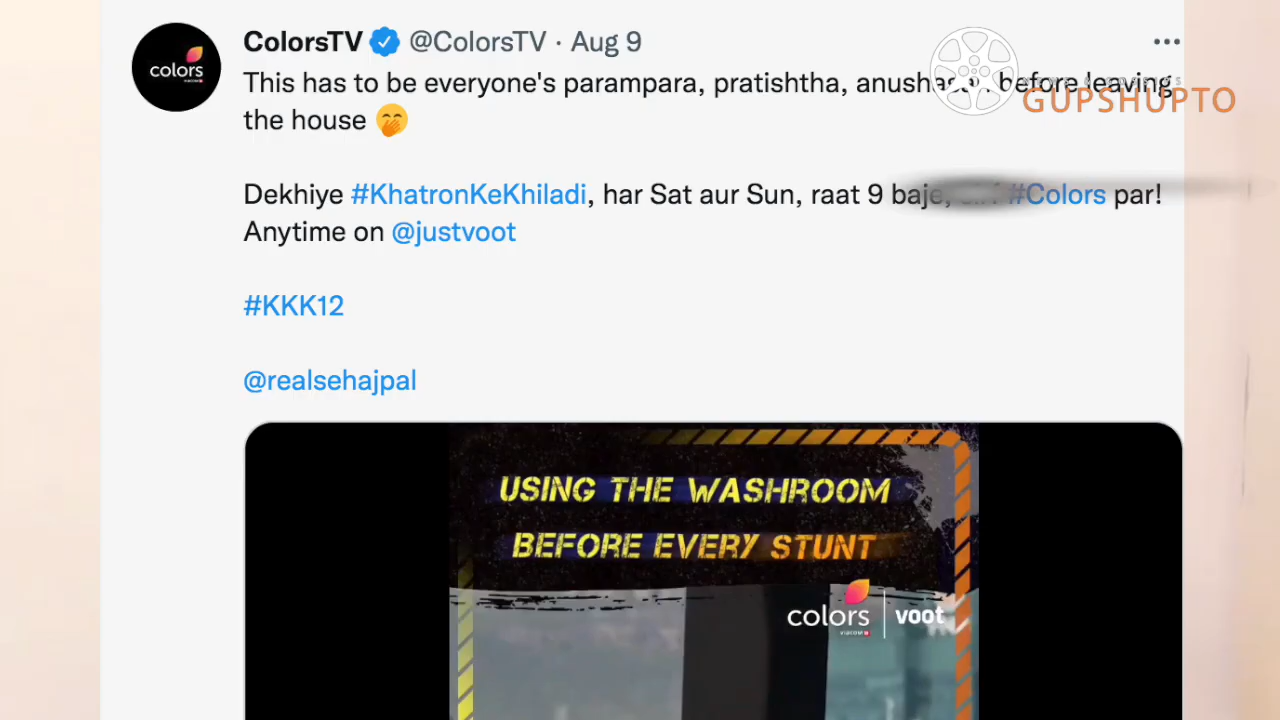 ColorsTV @ColorsTV · Aug 9
This has to be everyone's parampara, pratishtha, before leaving
the house
GUPSHUPTO
Dekhiye #KhatronKeKhiladi, har Sat aur Sun, raat 9 baje, #Colors par!
Anytime on @justvoot
#KKK12
@realsehajpal
USING THE WASHROOM
BEFORE EVERY STUNT
colors voot
colors